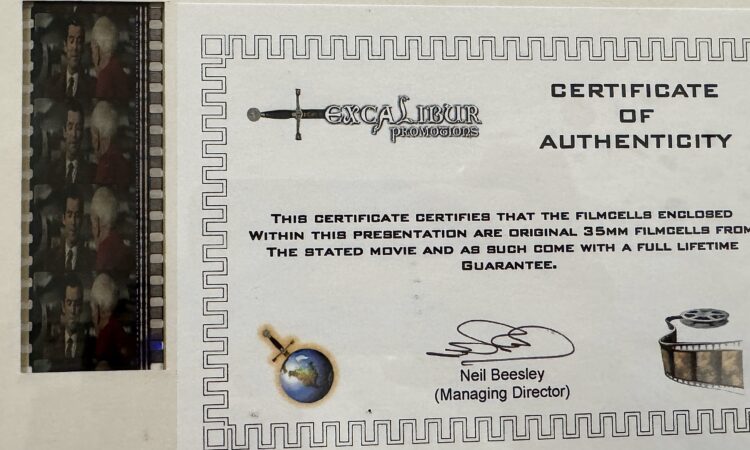 EXCALIBUR
PROMOTIONS
CERTIFICATE
OF
AUTHENTICITY
THIS CERTIFICATE CERTIFIES THAT THE FILMCELLS ENCLOSED
WITHIN THIS PRESENTATION ARE ORIGINAL 35MM FILMCELLS FROM
THE STATED MOVIE AND AS SUCH COME WITH A FULL LIFETIME
GUARANTEE.
Neil Beesley
(Managing Director)